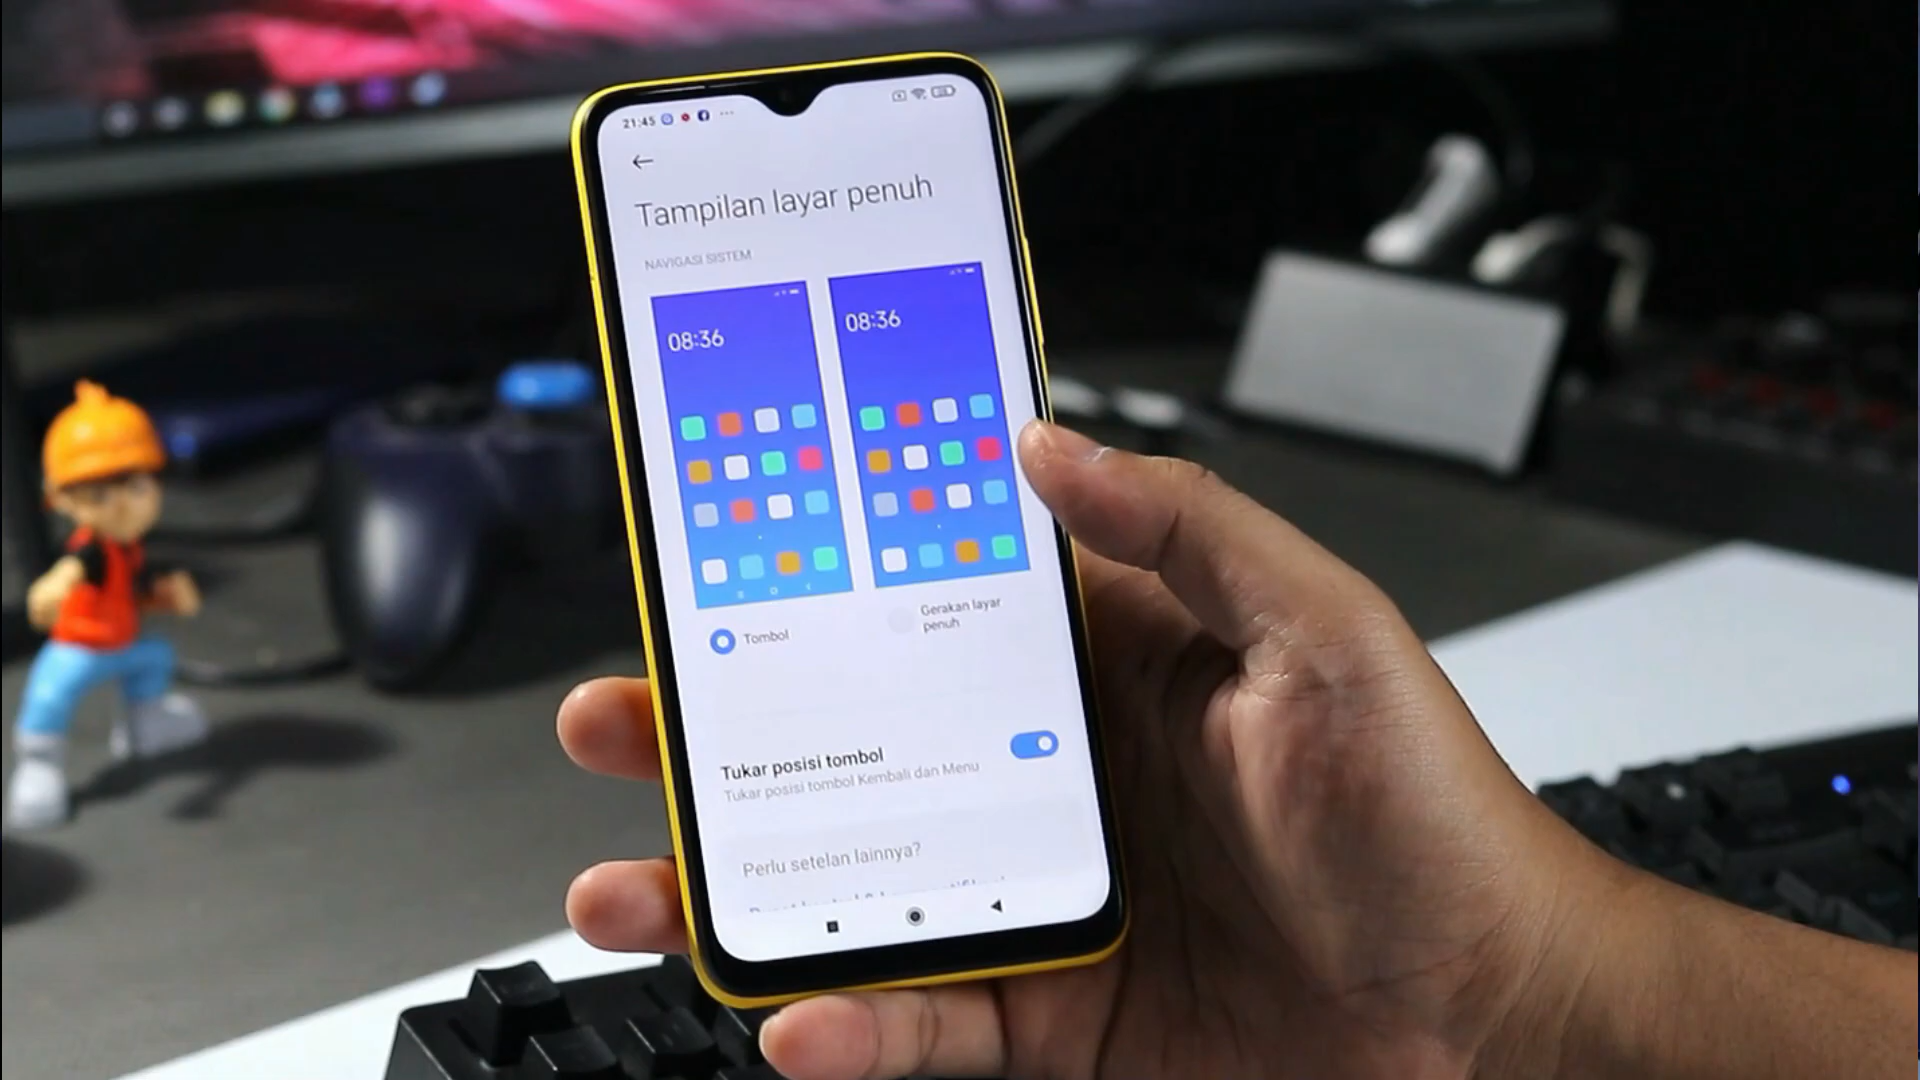 21:45
Tampilan layar penuh
NAVIGASI SISTEM
08:36
08:36
Tombol
Gerakan layar
penuh
Tukar posisi tombol
Tukar posisi tombol Kembali dan Menu
Perlu setelan lainnya?